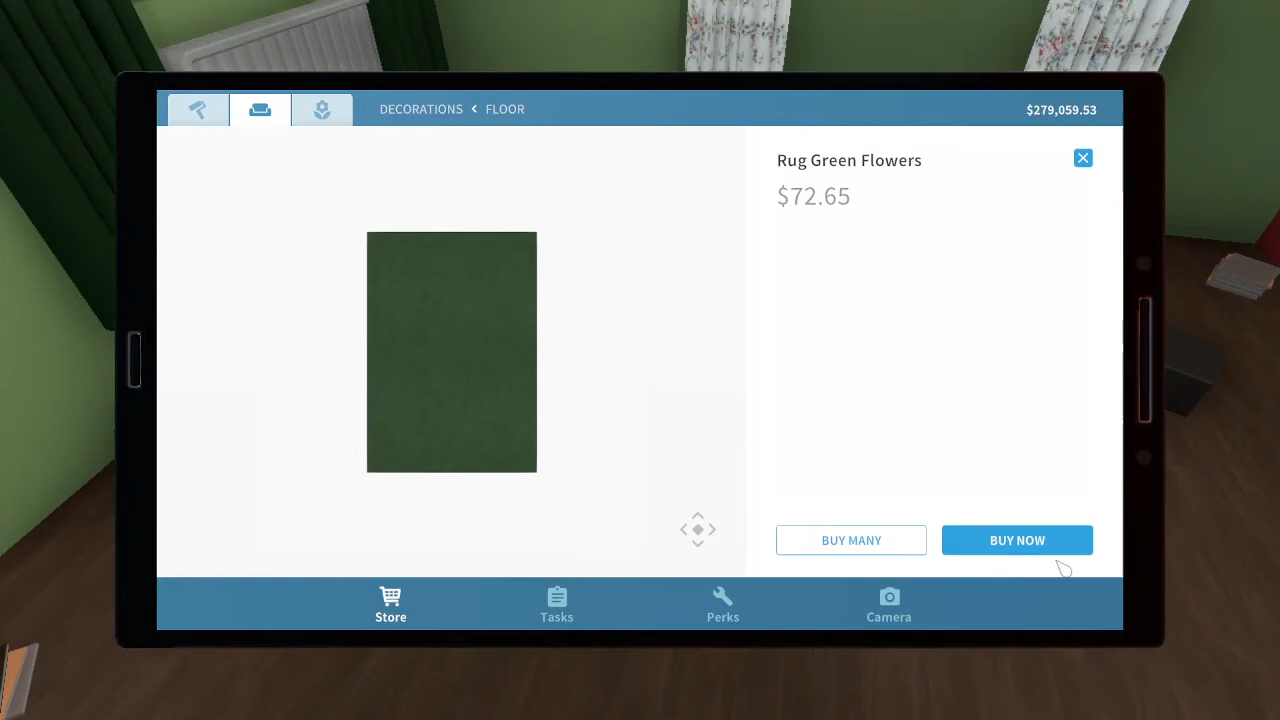 DECORATIONS < FLOOR
$279,059.53
Rug Green Flowers
$72.65
BUY MANY
BUY NOW
Store
Tasks
Perks
Camera